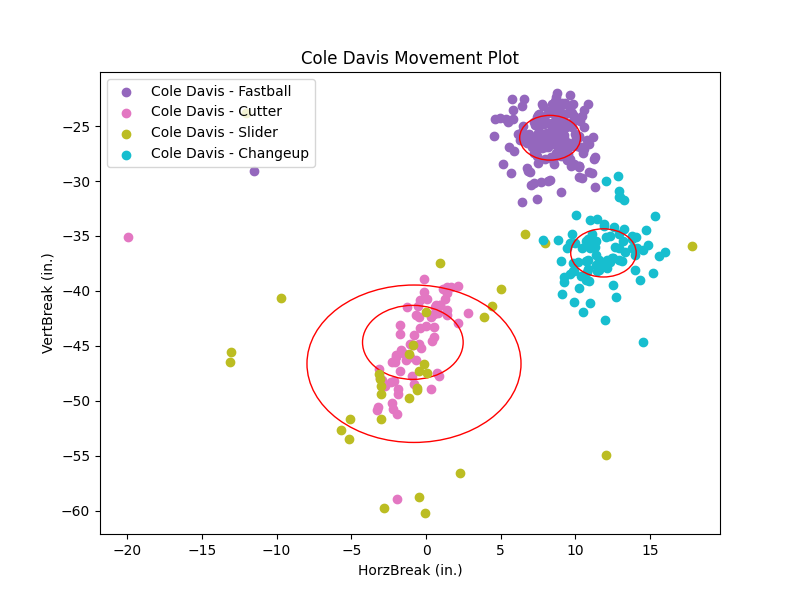 Cole Davis Movement Plot
Cole Davis - Fastball
Cole Davis - Cutter
Cole Davis - Slider
Cole Davis - Changeup
VertBreak (in.)
−25
−30
−35
−40
−45
−50
−55
−60
−20 −15 −10 −5 0 5 10 15
HorzBreak (in.)